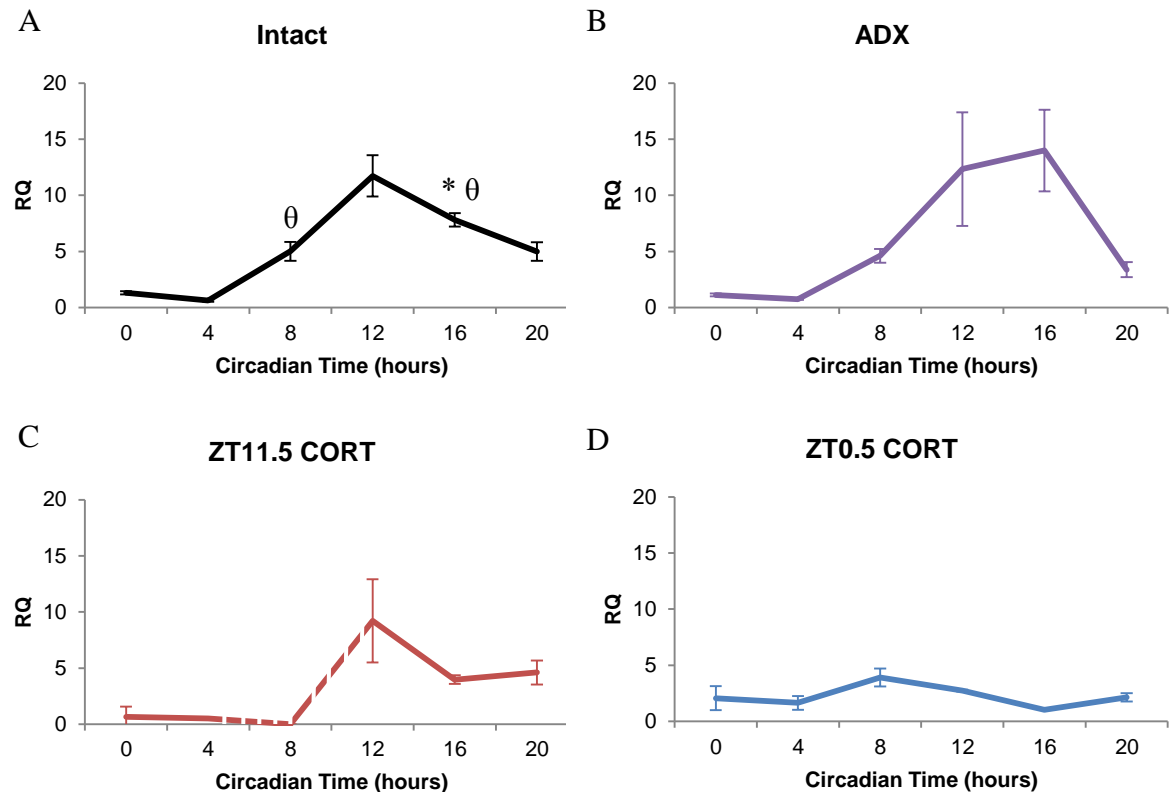 A
Intact
20
15
10
5
0
RQ
θ
* θ
0 4 8 12 16 20
Circadian Time (hours)
B
ADX
20
15
10
5
0
RQ
0 4 8 12 16 20
Circadian Time (hours)
C
ZT11.5 CORT
20
15
10
5
0
RQ
0 4 8 12 16 20
Circadian Time (hours)
D
ZT0.5 CORT
20
15
10
5
0
RQ
0 4 8 12 16 20
Circadian Time (hours)